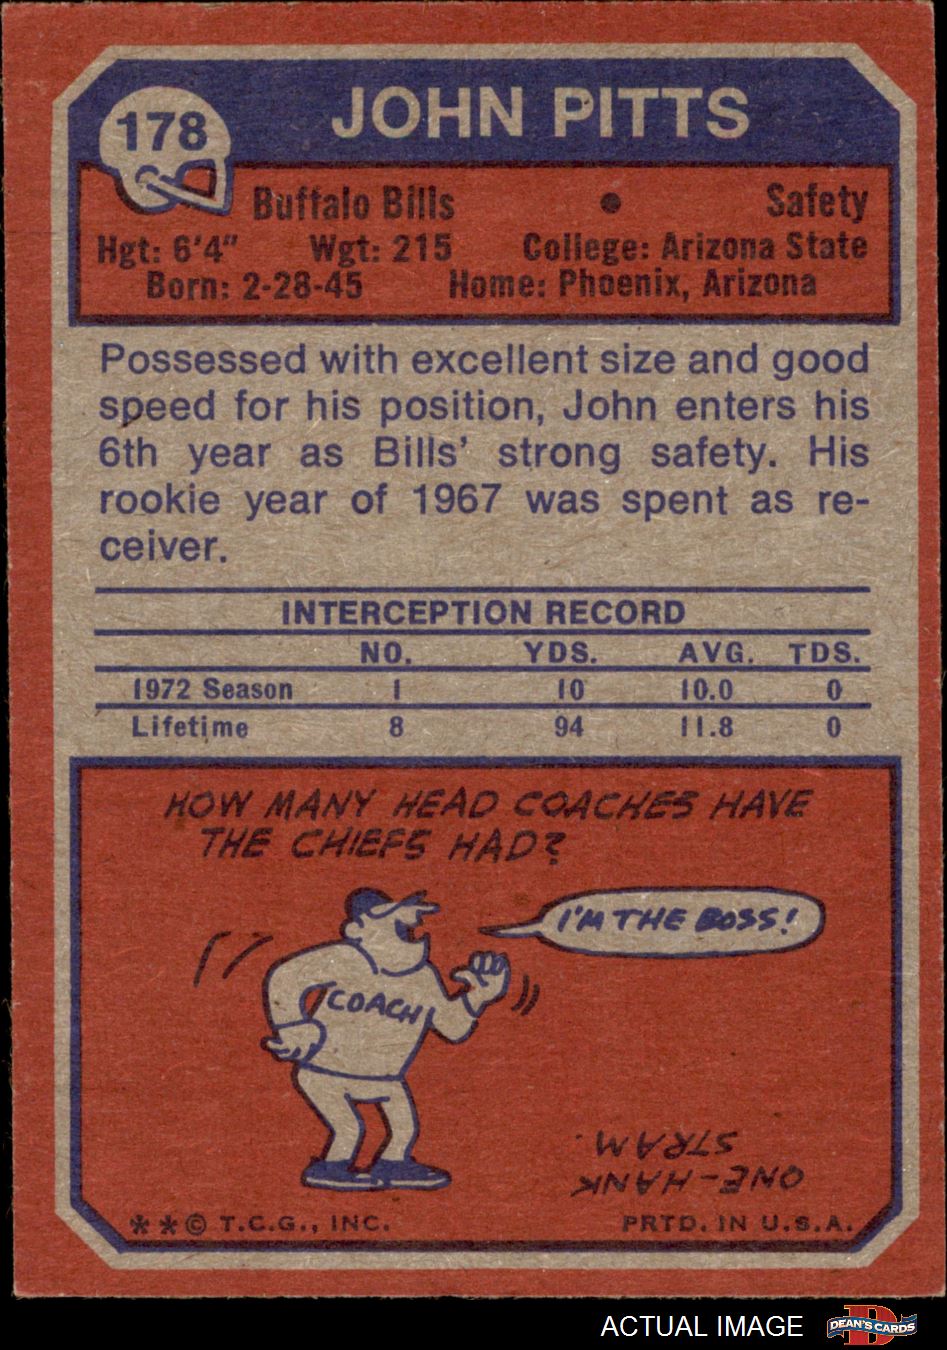 178
JOHN PITTS
Buffalo Bills • Safety
Hgt: 6'4" Wgt: 215 College: Arizona State
Born: 2-28-45 Home: Phoenix, Arizona
Possessed with excellent size and good
speed for his position, John enters his
6th year as Bills' strong safety. His
rookie year of 1967 was spent as re-
ceiver.
INTERCEPTION RECORD
NO. YDS. AVG. TDS.
1972 Season 1 10 10.0 0
Lifetime 8 94 11.8 0
HOW MANY HEAD COACHES HAVE
THE CHIEFS HAD?
I'M THE BOSS!
COACH
ONE-HANK
STRAM.
**© T.C.G., INC. PRTD. IN U.S.A.
ACTUAL IMAGE
D
DEAN'S CARDS